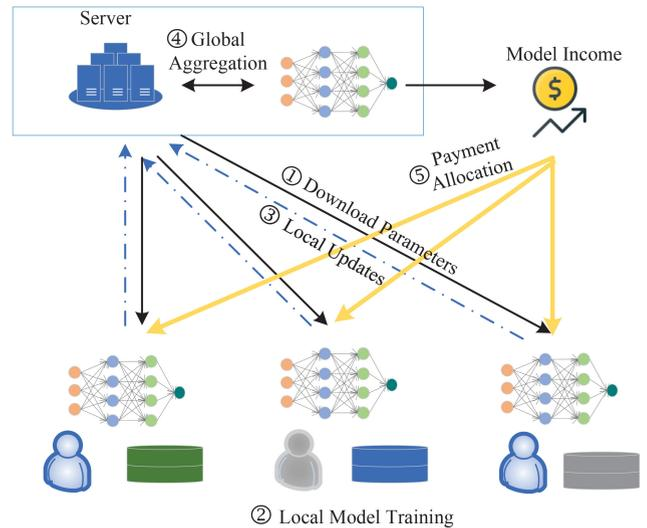 Server
④ Global
Aggregation
Model Income
$
⑤ Payment
Allocation
① Download Parameters
③ Local Updates
② Local Model Training